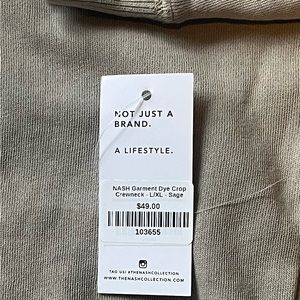 NOT JUST A
BRAND.
A LIFESTYLE.
NASH Garment Dye Crop
Crewneck - L/XL - Sage
$49.00
103655
TAG US! #THENASHCOLLECTION
WWW.THENASHCOLLECTION.COM